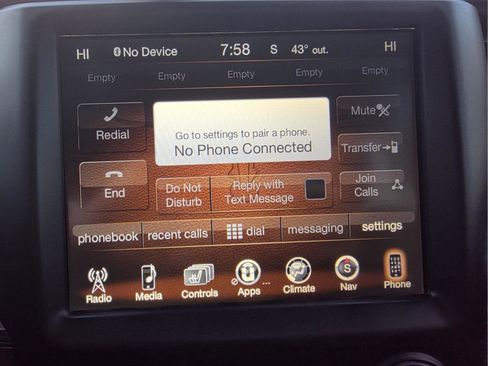 HI No Device 7:58 S 43° out. HI
Empty Empty Empty Empty Empty
Redial
Go to settings to pair a phone.
No Phone Connected
Mute
Transfer
End
Do Not
Disturb
Reply with
Text Message
Join
Calls
phonebook recent calls dial messaging settings
Radio Media Controls Apps ... Climate S Nav Phone